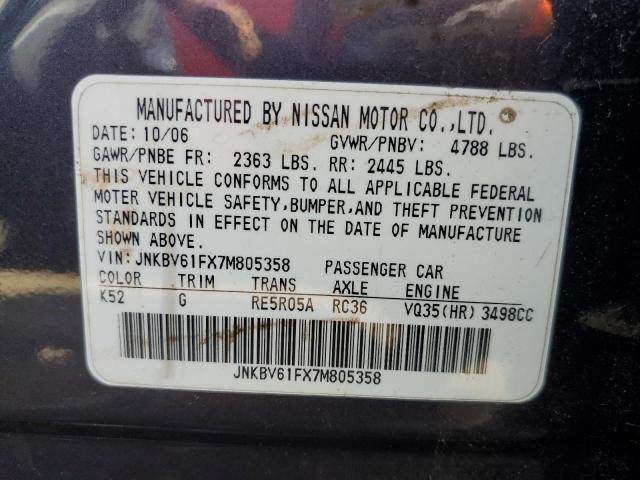 MANUFACTURED BY NISSAN MOTOR CO.,LTD.
DATE: 10/06 GVWR/PNBV: 4788 LBS.
GAWR/PNBE FR: 2363 LBS. RR: 2445 LBS.
THIS VEHICLE CONFORMS TO ALL APPLICABLE FEDERAL
MOTER VEHICLE SAFETY,BUMPER,AND THEFT PREVENTION
STANDARDS IN EFFECT ON THE DATE OF MANUFACTURE
SHOWN ABOVE.
VIN: JNKBV61FX7M805358 PASSENGER CAR
COLOR TRIM TRANS AXLE ENGINE
K52 G RE5R05A RC36 VQ35(HR) 3498CC
JNKBV61FX7M805358